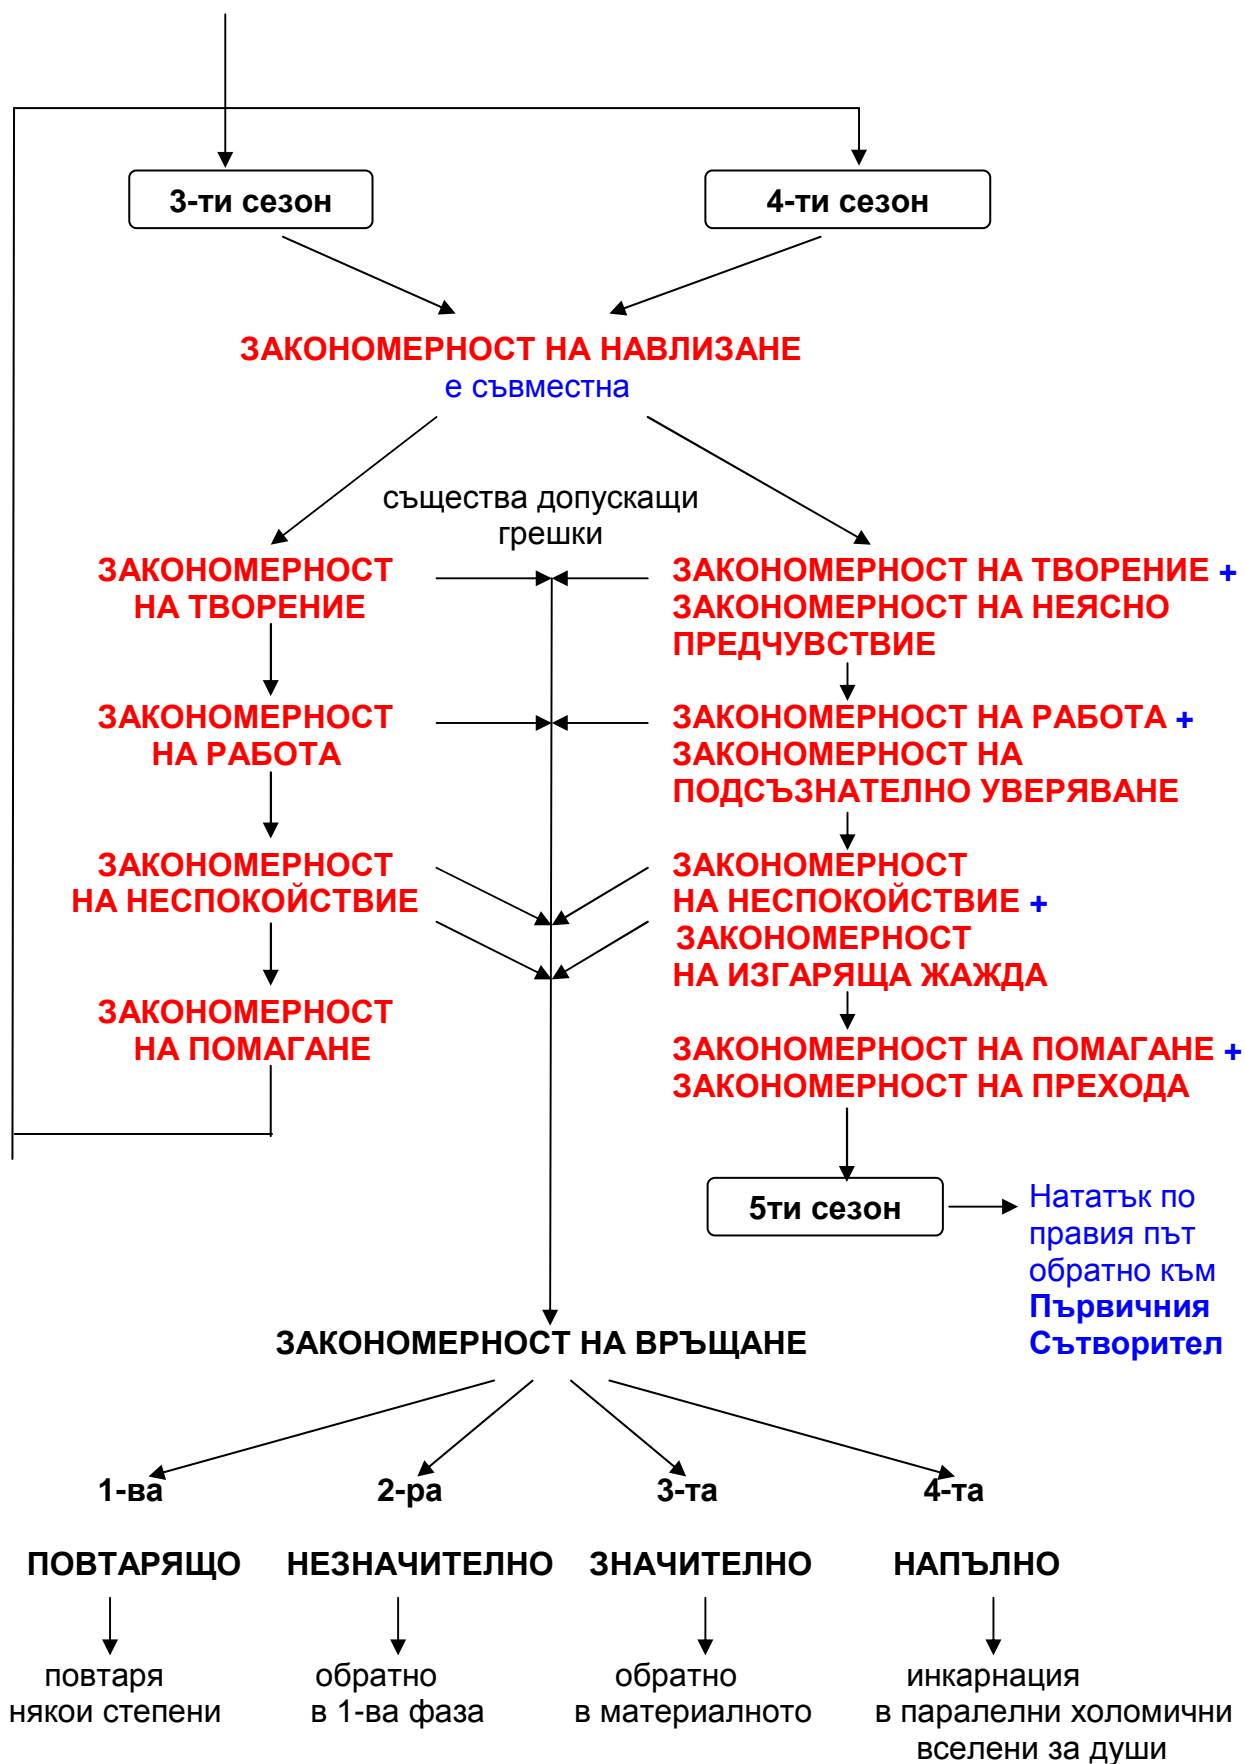 3-ти сезон
4-ти сезон
ЗАКОНОМЕРНОСТ НА НАВЛИЗАНЕ
е съвместна
същества допускащи
грешки
ЗАКОНОМЕРНОСТ
НА ТВОРЕНИЕ
ЗАКОНОМЕРНОСТ НА ТВОРЕНИЕ +
ЗАКОНОМЕРНОСТ НА НЕЯСНО
ПРЕДЧУВСТВИЕ
ЗАКОНОМЕРНОСТ
НА РАБОТА
ЗАКОНОМЕРНОСТ НА РАБОТА +
ЗАКОНОМЕРНОСТ НА
ПОДСЪЗНАТЕЛНО УВЕРЯВАНЕ
ЗАКОНОМЕРНОСТ
НА НЕСПОКОЙСТВИЕ
ЗАКОНОМЕРНОСТ
НА НЕСПОКОЙСТВИЕ +
ЗАКОНОМЕРНОСТ
НА ИЗГАРЯЩА ЖАЖДА
ЗАКОНОМЕРНОСТ
НА ПОМАГАНЕ
ЗАКОНОМЕРНОСТ НА ПОМАГАНЕ +
ЗАКОНОМЕРНОСТ НА ПРЕХОДА
5ти сезон
Нататък по
правия път
обратно към
Първичния
Сътворител
ЗАКОНОМЕРНОСТ НА ВРЪЩАНЕ
1-ва
2-ра
3-та
4-та
ПОВТАРЯЩО
НЕЗНАЧИТЕЛНО
ЗНАЧИТЕЛНО
НАПЪЛНО
повтаря
някои степени
обратно
в 1-ва фаза
обратно
в материалното
инкарнация
в паралелни холомични
вселени за души